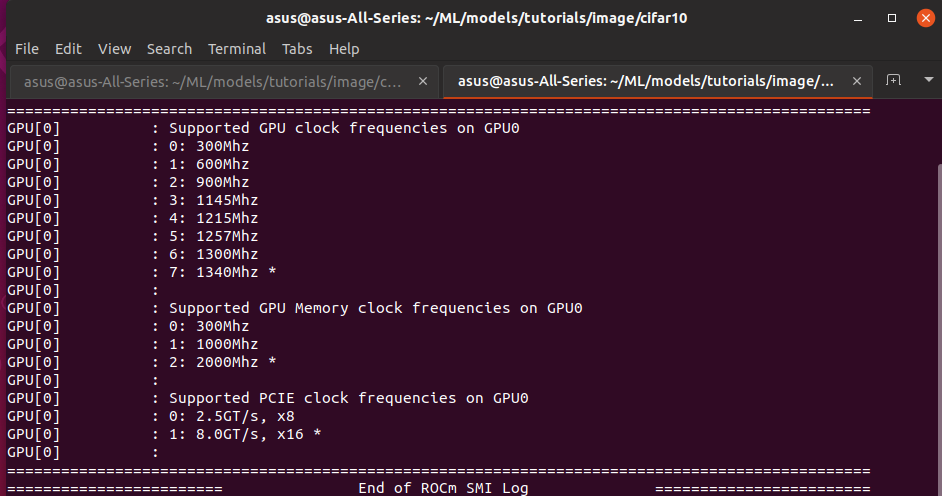 asus@asus-All-Series: ~/ML/models/tutorials/image/cifar10
File Edit View Search Terminal Tabs Help
asus@asus-All-Series: ~/ML/models/tutorials/image/c... × asus@asus-All-Series: ~/ML/models/tutorials/image/... ×
================================================================================================
GPU[0]          : Supported GPU clock frequencies on GPU0
GPU[0]          : 0: 300Mhz
GPU[0]          : 1: 600Mhz
GPU[0]          : 2: 900Mhz
GPU[0]          : 3: 1145Mhz
GPU[0]          : 4: 1215Mhz
GPU[0]          : 5: 1257Mhz
GPU[0]          : 6: 1300Mhz
GPU[0]          : 7: 1340Mhz *
GPU[0]          :
GPU[0]          : Supported GPU Memory clock frequencies on GPU0
GPU[0]          : 0: 300Mhz
GPU[0]          : 1: 1000Mhz
GPU[0]          : 2: 2000Mhz *
GPU[0]          :
GPU[0]          : Supported PCIE clock frequencies on GPU0
GPU[0]          : 0: 2.5GT/s, x8
GPU[0]          : 1: 8.0GT/s, x16 *
GPU[0]          :
================================================================================================
========================               End of ROCm SMI Log              ========================